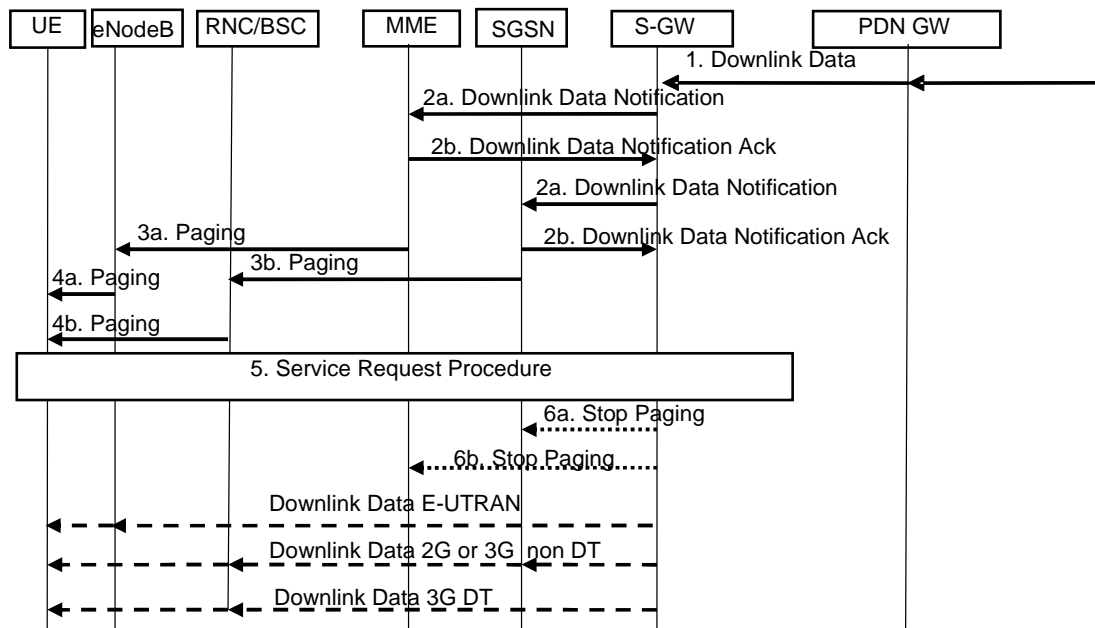 UE
eNodeB
RNC/BSC
MME
SGSN
S-GW
PDN GW
1. Downlink Data
2a. Downlink Data Notification
2b. Downlink Data Notification Ack
2a. Downlink Data Notification
3a. Paging
2b. Downlink Data Notification Ack
3b. Paging
4a. Paging
4b. Paging
5. Service Request Procedure
6a. Stop Paging
6b. Stop Paging
Downlink Data E-UTRAN
Downlink Data 2G or 3G non DT
Downlink Data 3G DT